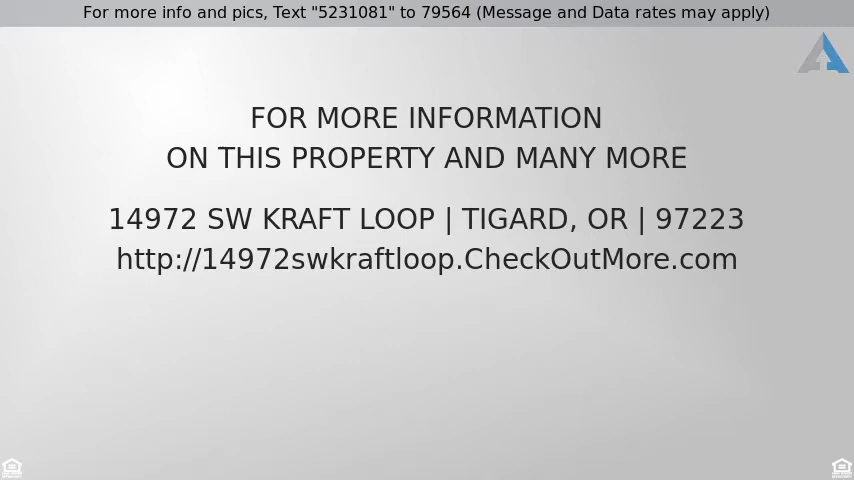 For more info and pics, Text "5231081" to 79564 (Message and Data rates may apply)
FOR MORE INFORMATION
ON THIS PROPERTY AND MANY MORE
14972 SW KRAFT LOOP | TIGARD, OR | 97223
http://14972swkraftloop.CheckOutMore.com